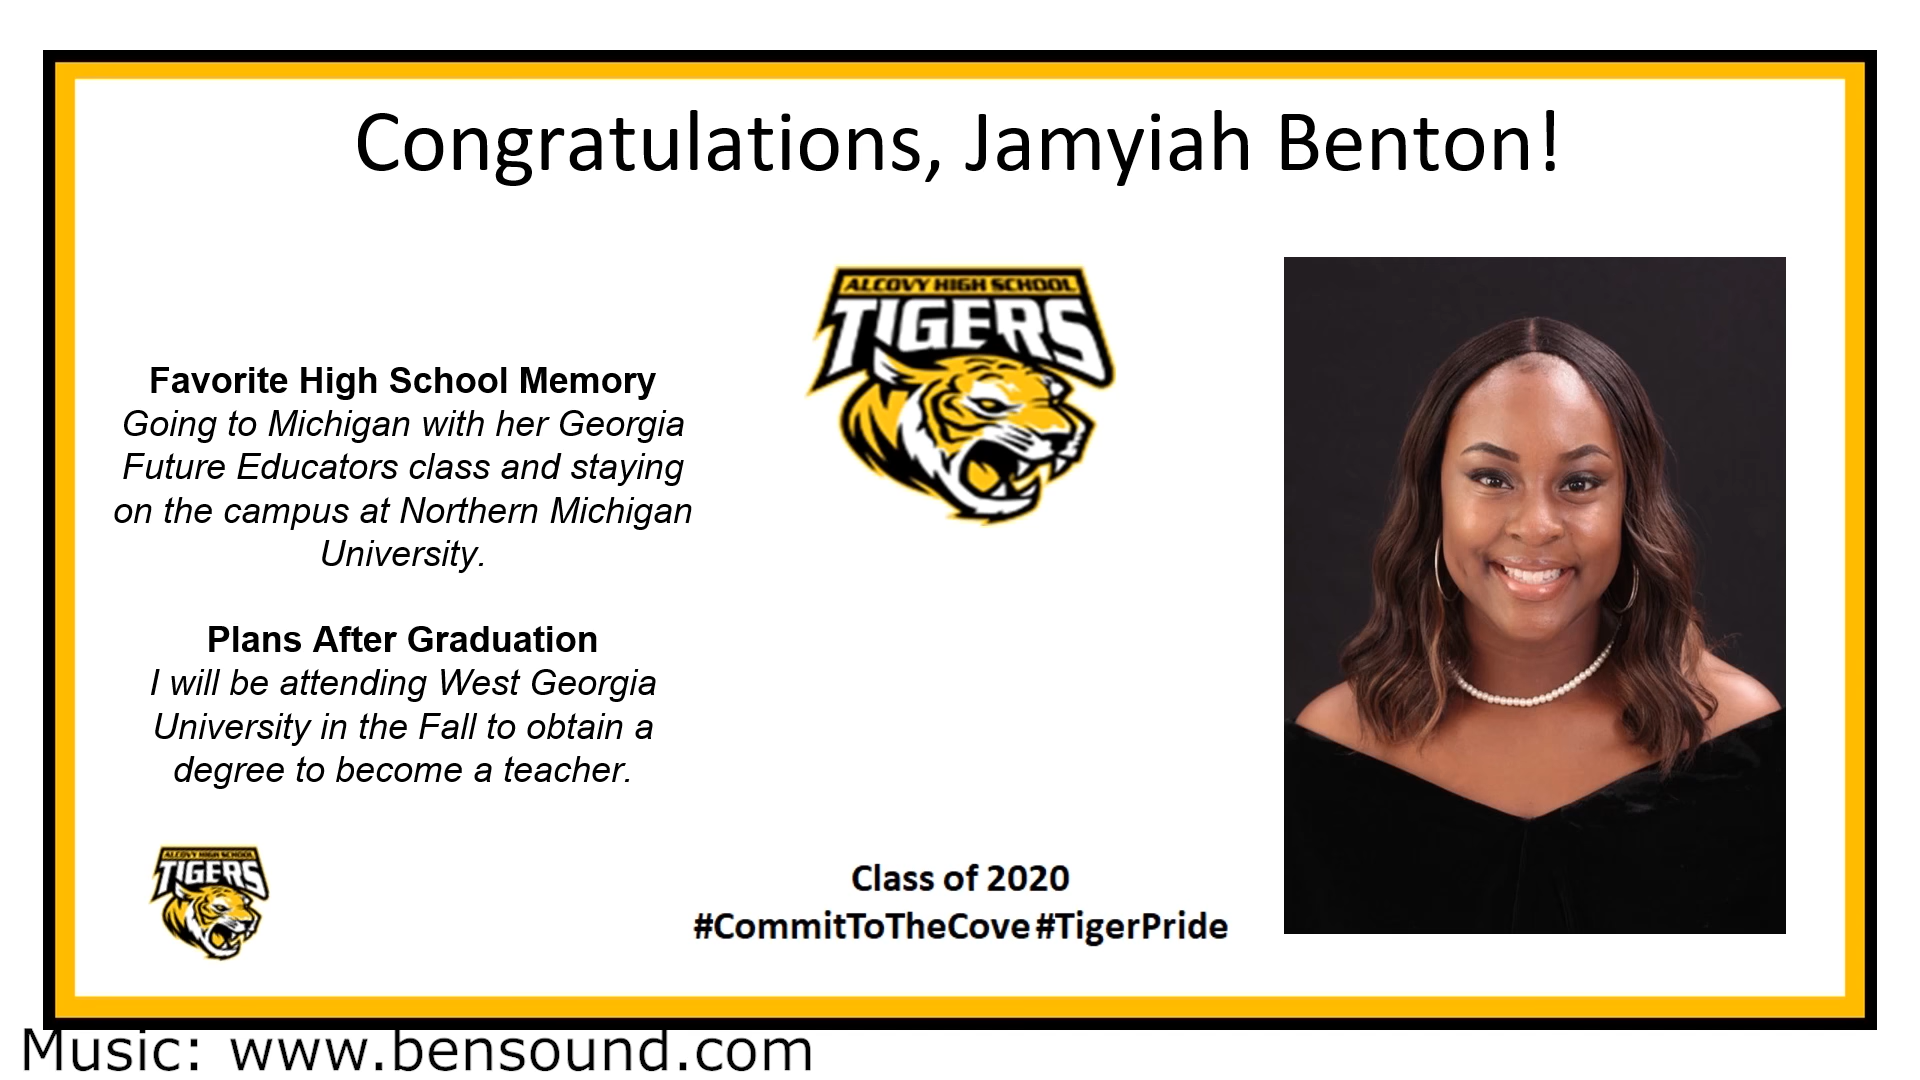 Congratulations, Jamyiah Benton!
ALCOVY HIGH SCHOOL
TIGERS
Favorite High School Memory
Going to Michigan with her Georgia
Future Educators class and staying
on the campus at Northern Michigan
University.
Plans After Graduation
I will be attending West Georgia
University in the Fall to obtain a
degree to become a teacher.
ALCOVY HIGH SCHOOL
TIGERS
Class of 2020
#CommitToTheCove #TigerPride
Music: www.bensound.com